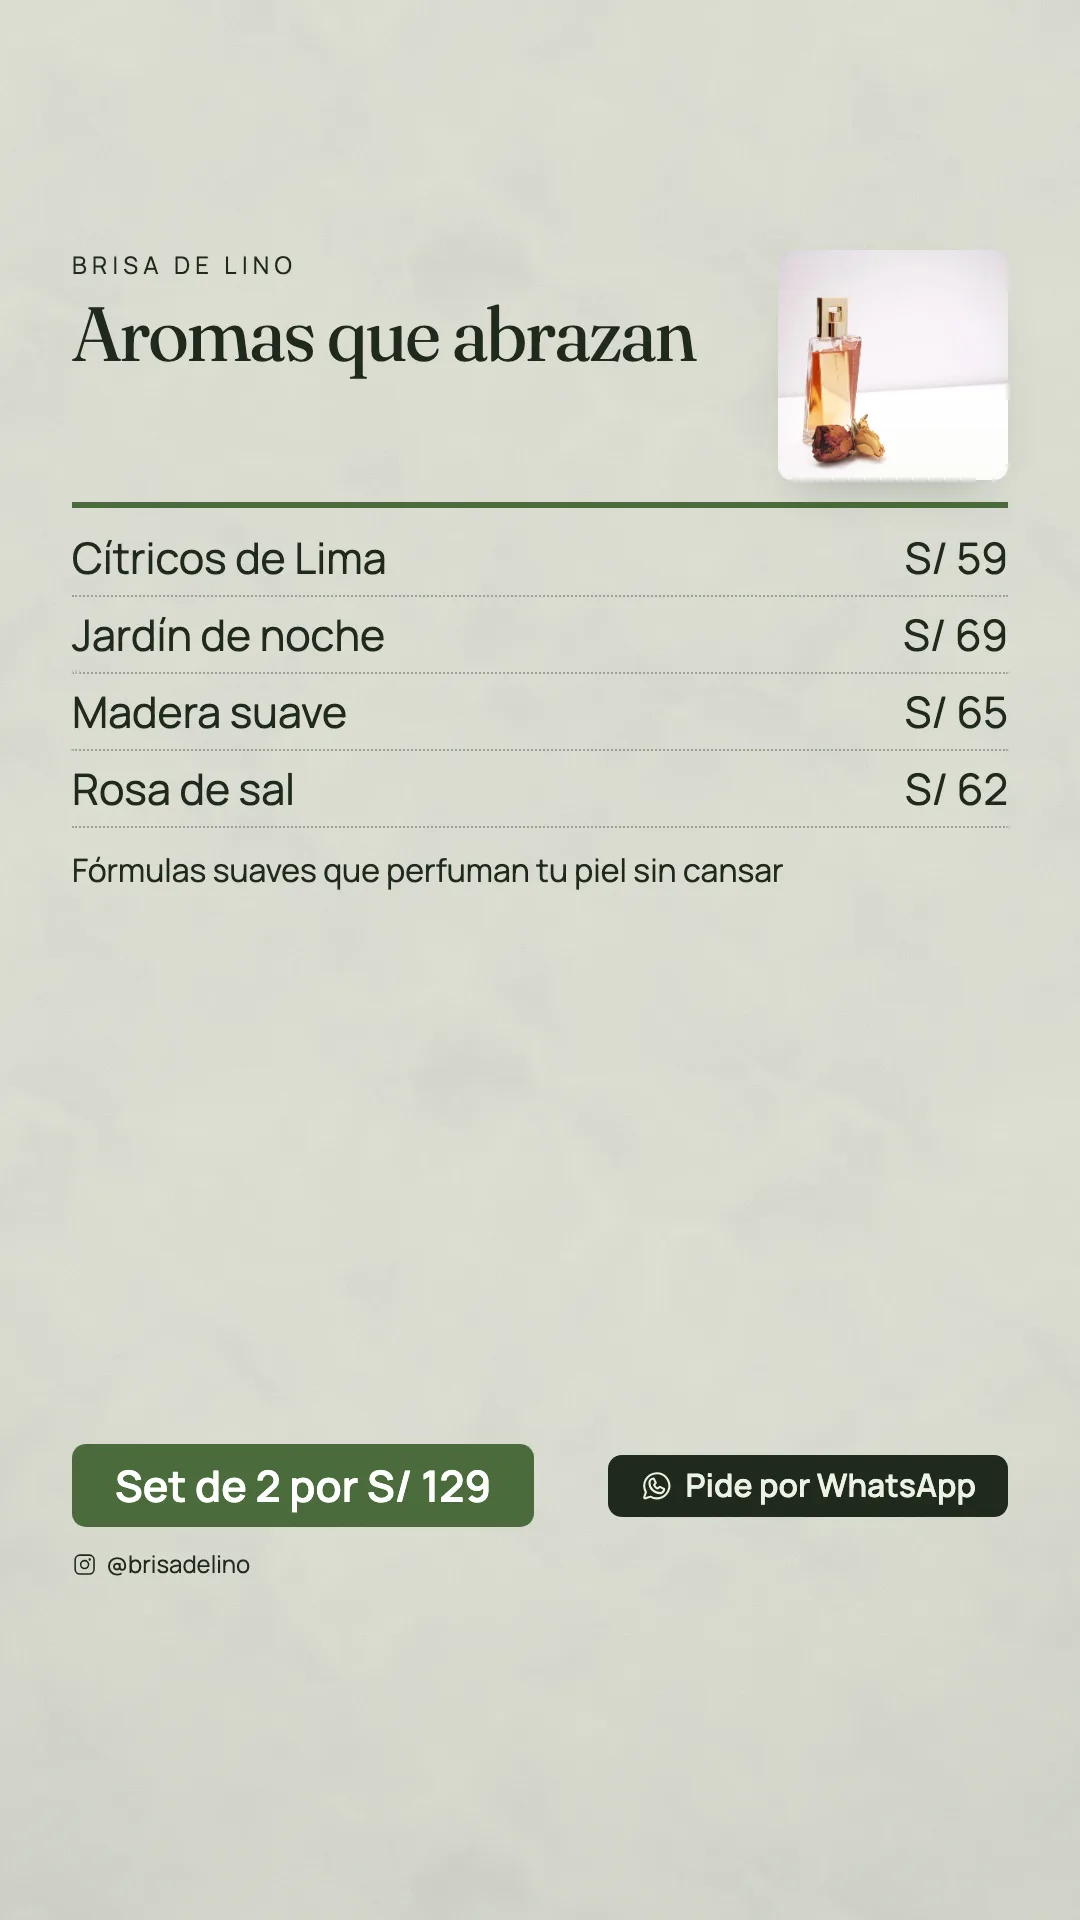 BRISA DE LINO
Aromas que abrazan
Cítricos de Lima S/ 59
Jardín de noche S/ 69
Madera suave S/ 65
Rosa de sal S/ 62
Fórmulas suaves que perfuman tu piel sin cansar
Set de 2 por S/ 129
Pide por WhatsApp
@brisadelino